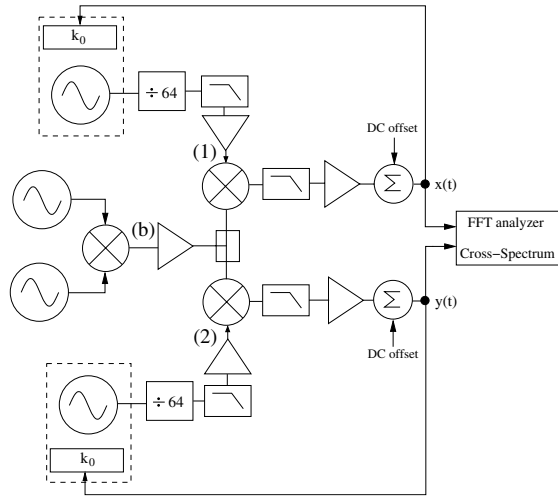 k0
÷ 64
(1)
DC offset
Σ
x(t)
(b)
FFT analyzer
Cross−Spectrum
Σ
y(t)
(2)
DC offset
÷ 64
k0